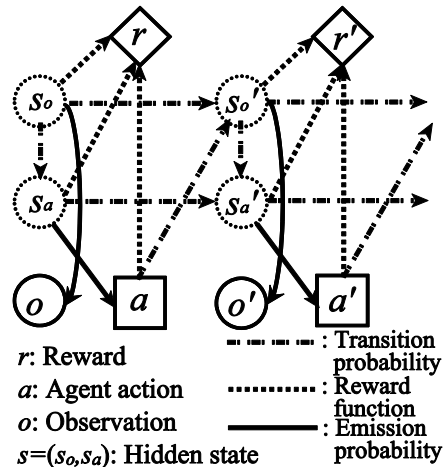 r r'
so so'
sa sa'
o a o' a'
r: Reward
a: Agent action
o: Observation
s=(so,sa): Hidden state
: Transition
probability
: Reward
function
: Emission
probability